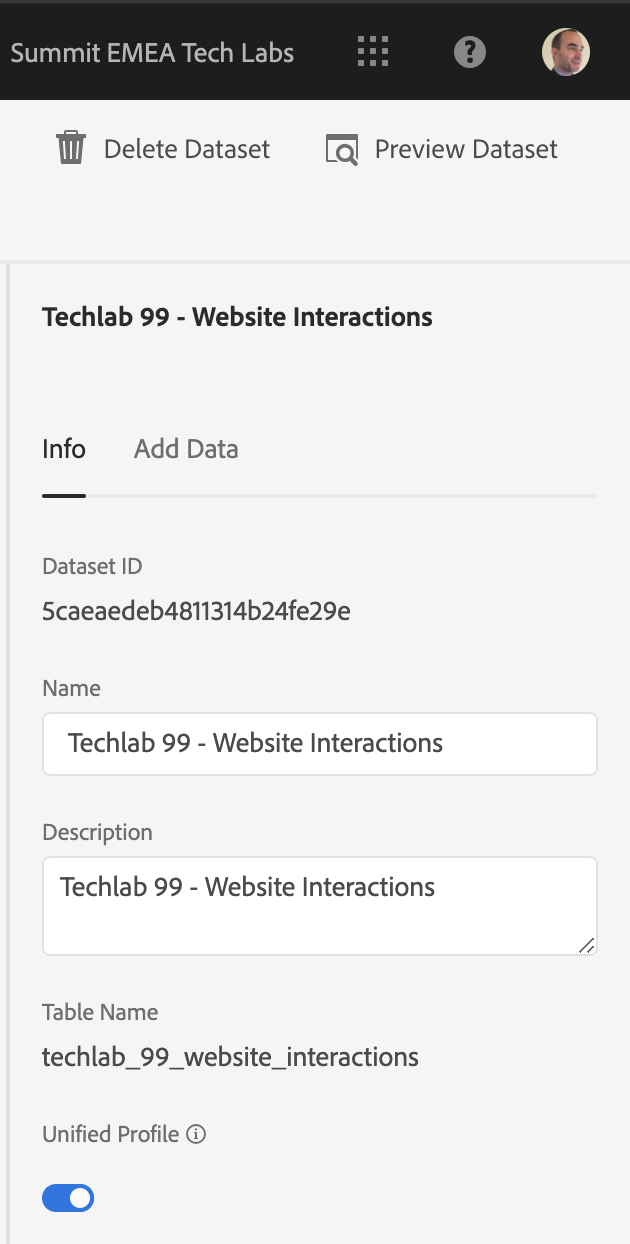 Summit EMEA Tech Labs
Delete Dataset
Preview Dataset
Techlab 99 - Website Interactions
Info
Add Data
Dataset ID
5caeaedeb4811314b24fe29e
Name
Techlab 99 - Website Interactions
Description
Techlab 99 - Website Interactions
Table Name
techlab_99_website_interactions
Unified Profile